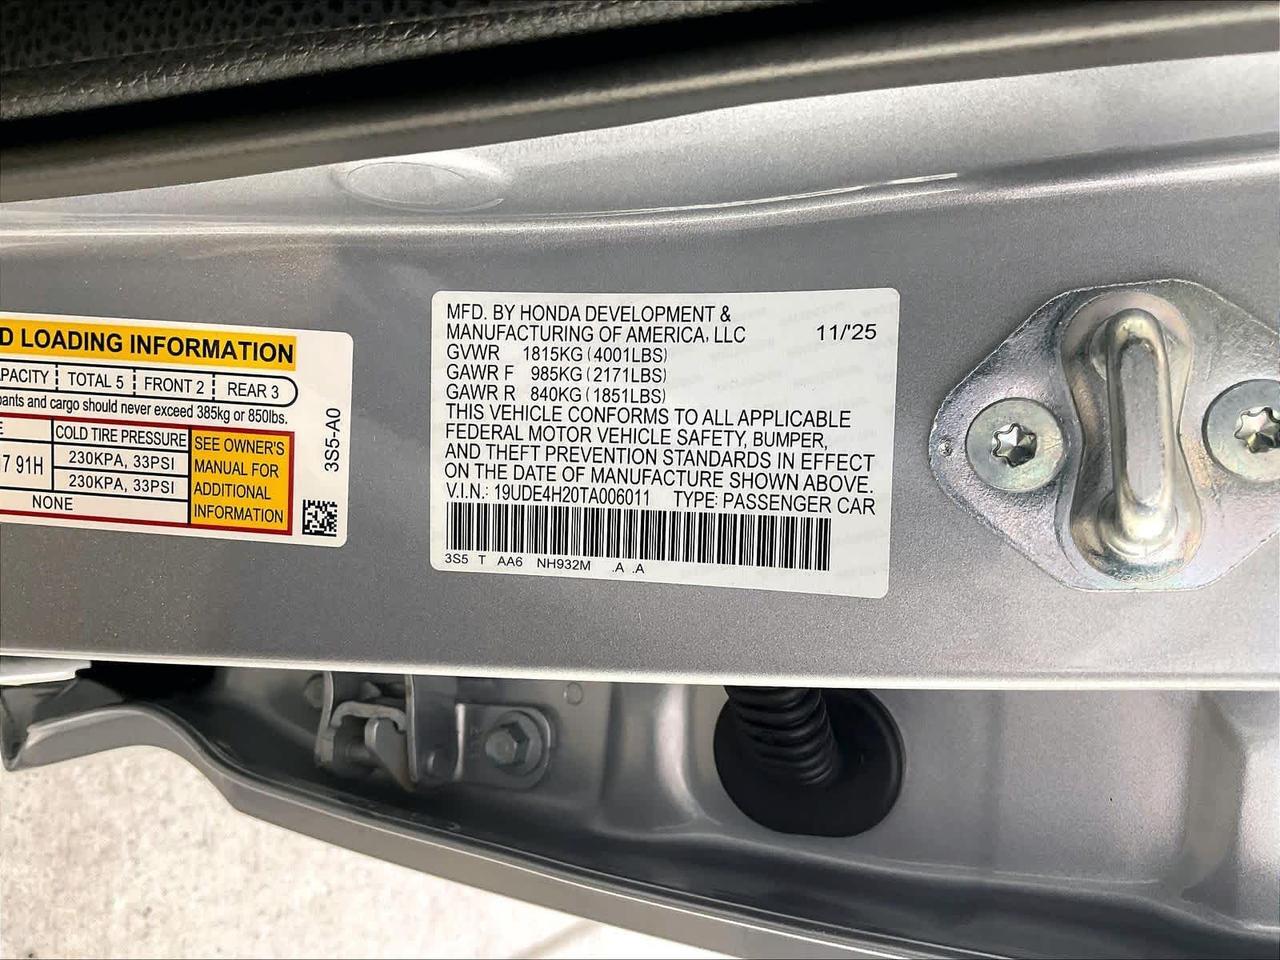 D LOADING INFORMATION
PACITY TOTAL 5 FRONT 2 REAR 3
pants and cargo should never exceed 385kg or 850lbs.
E COLD TIRE PRESSURE SEE OWNER'S
17 91H 230KPA, 33PSI MANUAL FOR
230KPA, 33PSI ADDITIONAL
NONE INFORMATION
3S5-A0
MFD. BY HONDA DEVELOPMENT &
MANUFACTURING OF AMERICA, LLC 11/'25
GVWR 1815KG (4001LBS)
GAWR F 985KG (2171LBS)
GAWR R 840KG (1851LBS)
THIS VEHICLE CONFORMS TO ALL APPLICABLE
FEDERAL MOTOR VEHICLE SAFETY, BUMPER,
AND THEFT PREVENTION STANDARDS IN EFFECT
ON THE DATE OF MANUFACTURE SHOWN ABOVE.
V.I.N.: 19UDE4H20TA006011 TYPE: PASSENGER CAR
3S5 T AA6 NH932M .A .A